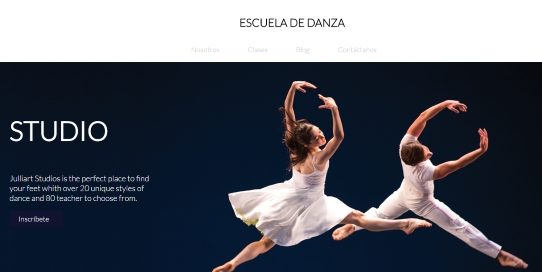 ESCUELA DE DANZA
Nosotros Clases Blog Contactanos
STUDIO
Julliart Studios is the perfect place to find
your feet whith over 20 unique styles of
dance and 80 teacher to choose from.
Inscribete